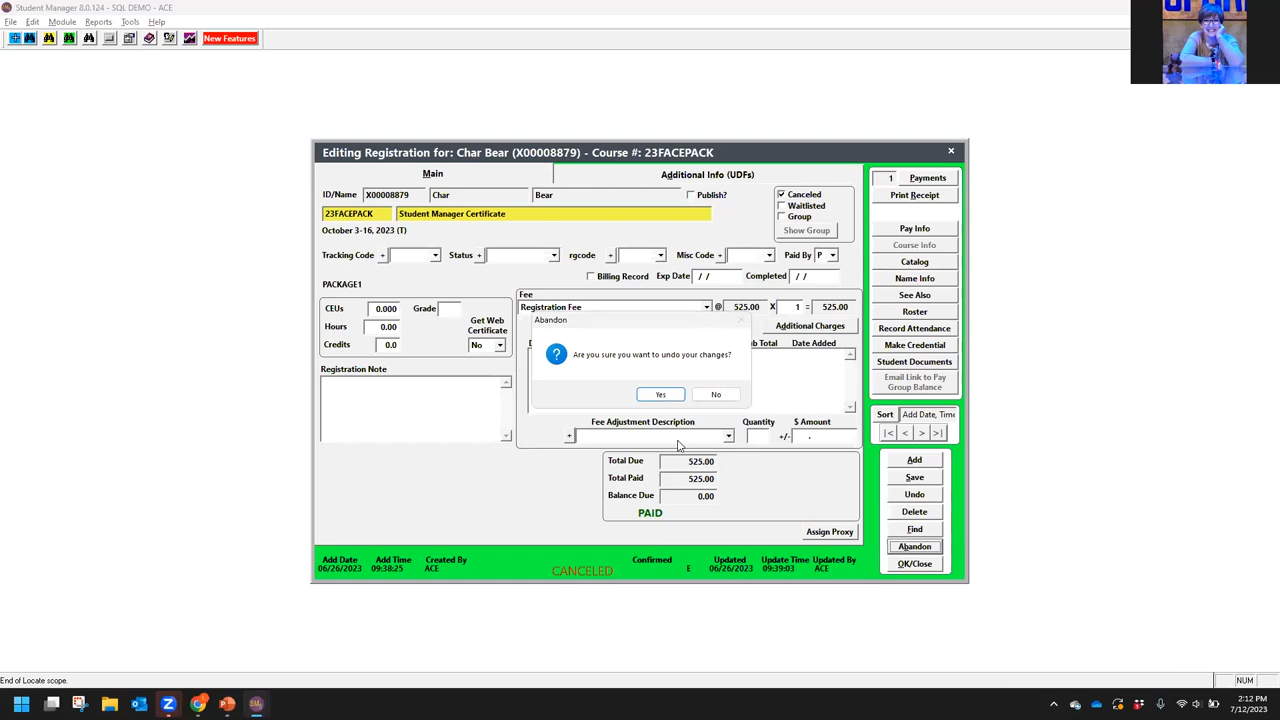 Student Manager 8.0.124 - SQL DEMO - ACE
File Edit Module Reports Tools Help
New Features
Editing Registration for: Char Bear (X00008879) - Course #: 23FACEPACK
Main Additional Info (UDFs)
ID/Name X00008879 Char Bear Publish?
Canceled
Waitlisted
Group
Show Group
23FACEPACK Student Manager Certificate
October 3-16, 2023 (T)
Tracking Code + Status + rgcode + Misc Code + Paid By P
Billing Record Exp Date / / Completed / /
PACKAGE1
CEUs 0.000 Grade
Hours 0.00
Credits 0.0
Get Web
Certificate
No
Registration Note
Fee
Registration Fee @ 525.00 X 1 = 525.00
Additional Charges
Total Date Added
Abandon
Are you sure you want to undo your changes?
Yes No
Fee Adjustment Description Quantity $ Amount
+ +/- .
Total Due 525.00
Total Paid 525.00
Balance Due 0.00
PAID
Assign Proxy
1 Payments
Print Receipt
Pay Info
Course Info
Catalog
Name Info
See Also
Roster
Record Attendance
Make Credential
Student Documents
Email Link to Pay
Group Balance
Sort Add Date, Time
|< < > >|
Add
Save
Undo
Delete
Find
Abandon
OK/Close
Add Date Add Time Created By Confirmed Updated Update Time Updated By
06/26/2023 09:38:25 ACE CANCELED E 06/26/2023 09:39:03 ACE
End of Locate scope. NUM
2:12 PM
7/12/2023